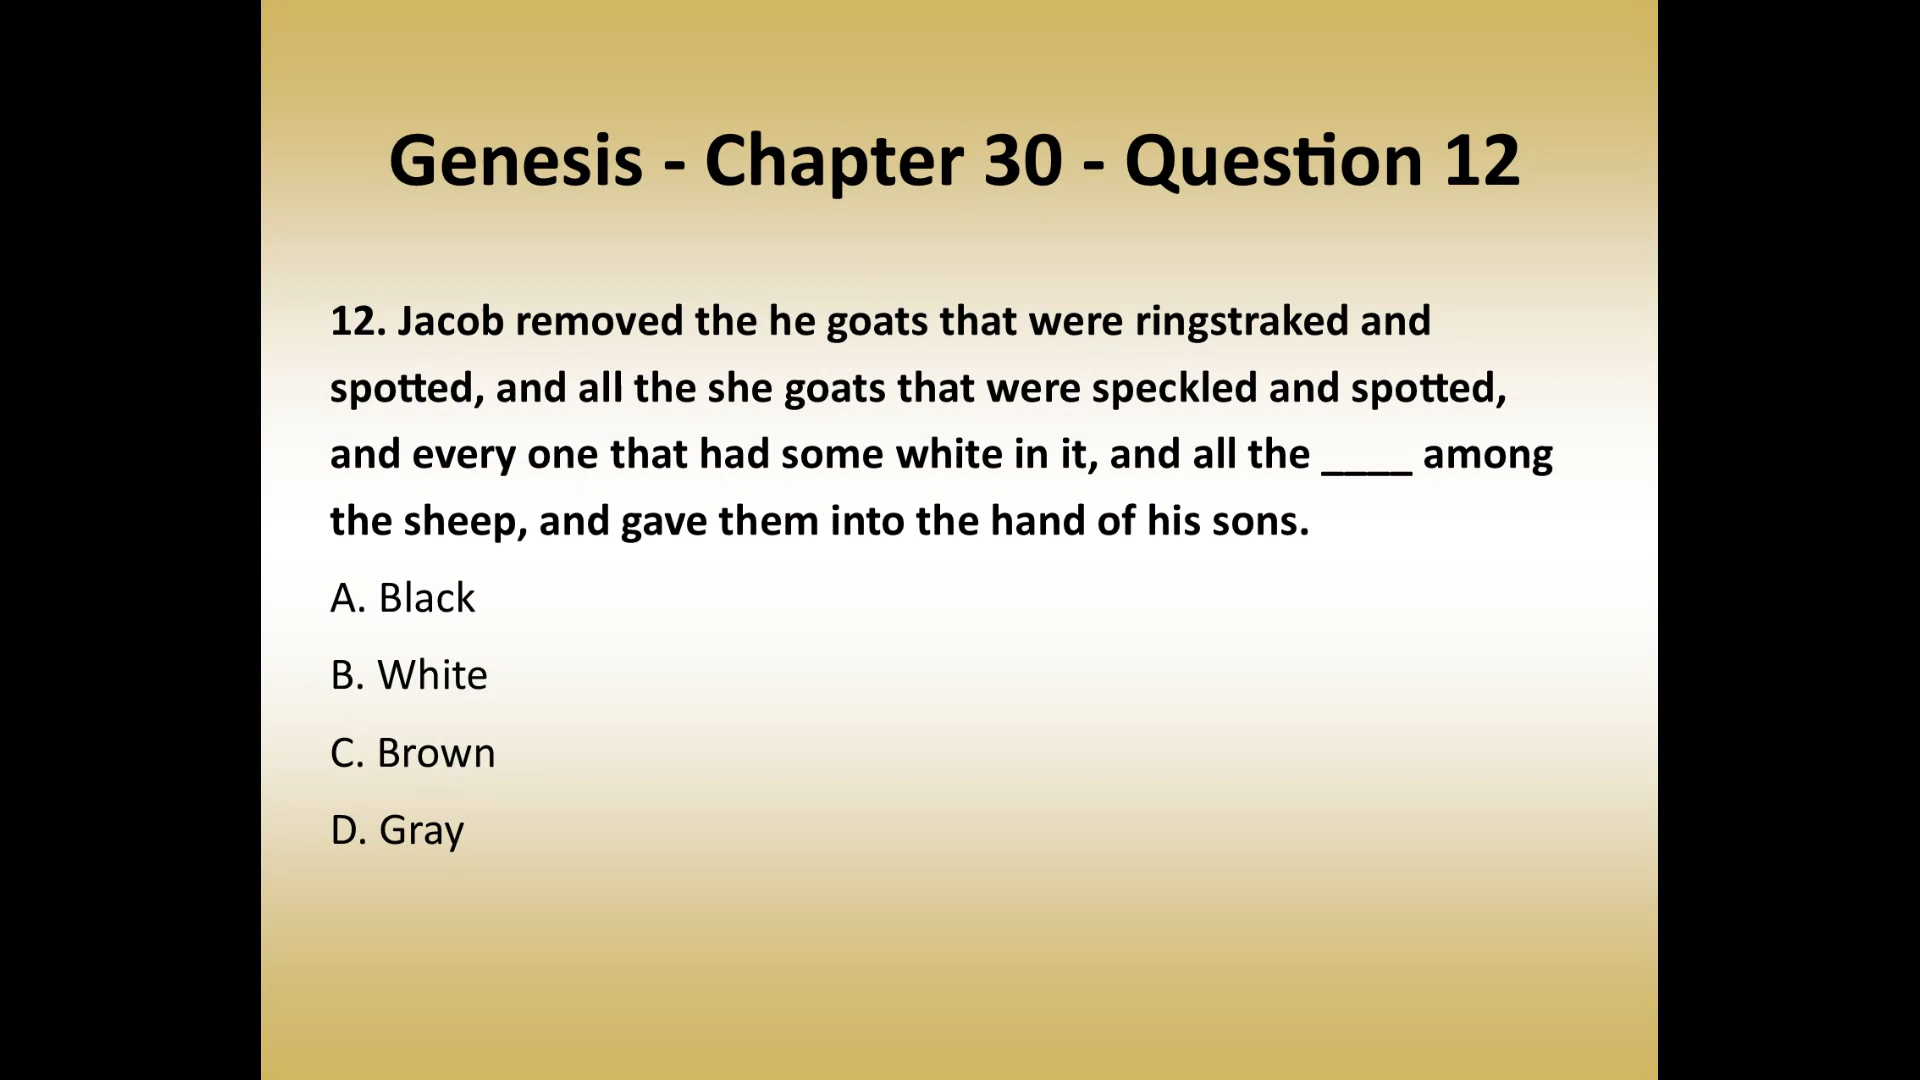 Genesis - Chapter 30 - Question 12
12. Jacob removed the he goats that were ringstraked and
spotted, and all the she goats that were speckled and spotted,
and every one that had some white in it, and all the ____ among
the sheep, and gave them into the hand of his sons.
A. Black
B. White
C. Brown
D. Gray